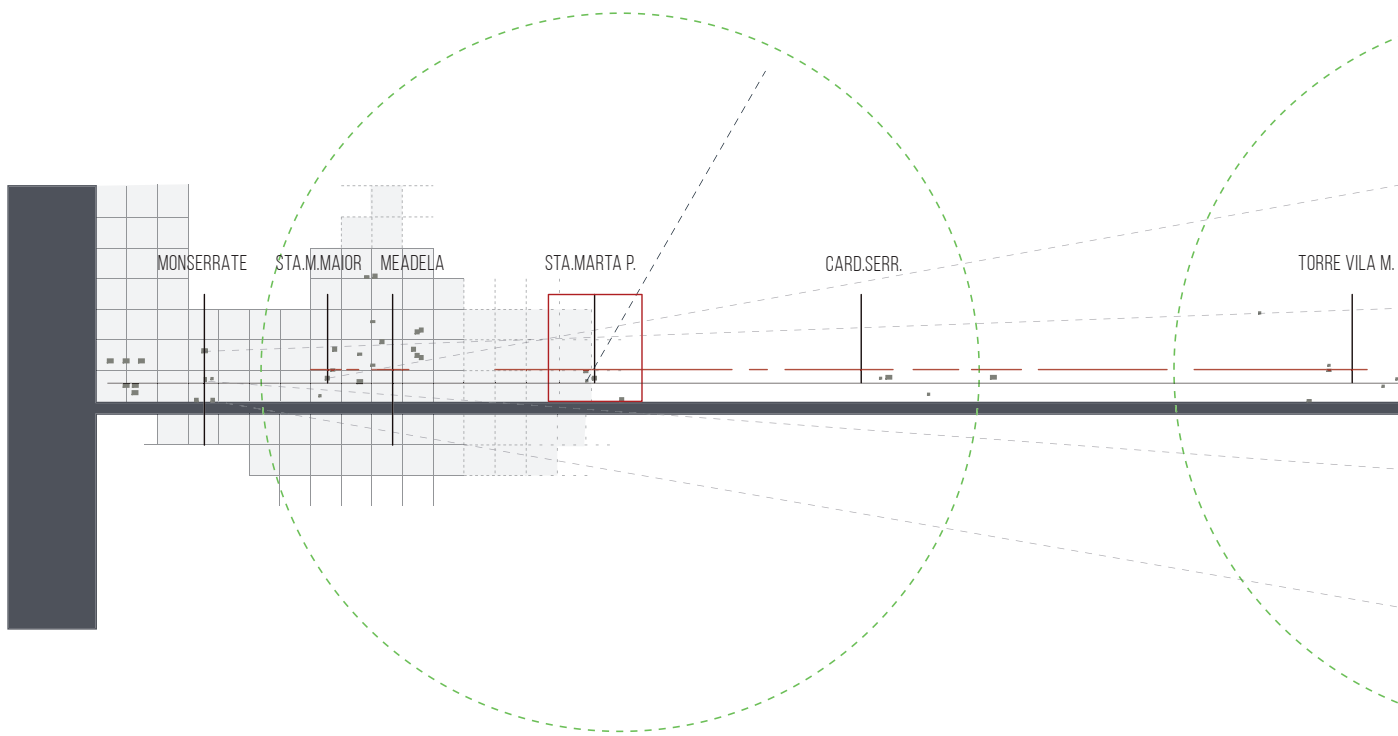 MONSERRATE
STA.M.MAIOR
MEADELA
STA.MARTA P.
CARD.SERR.
TORRE VILA M.